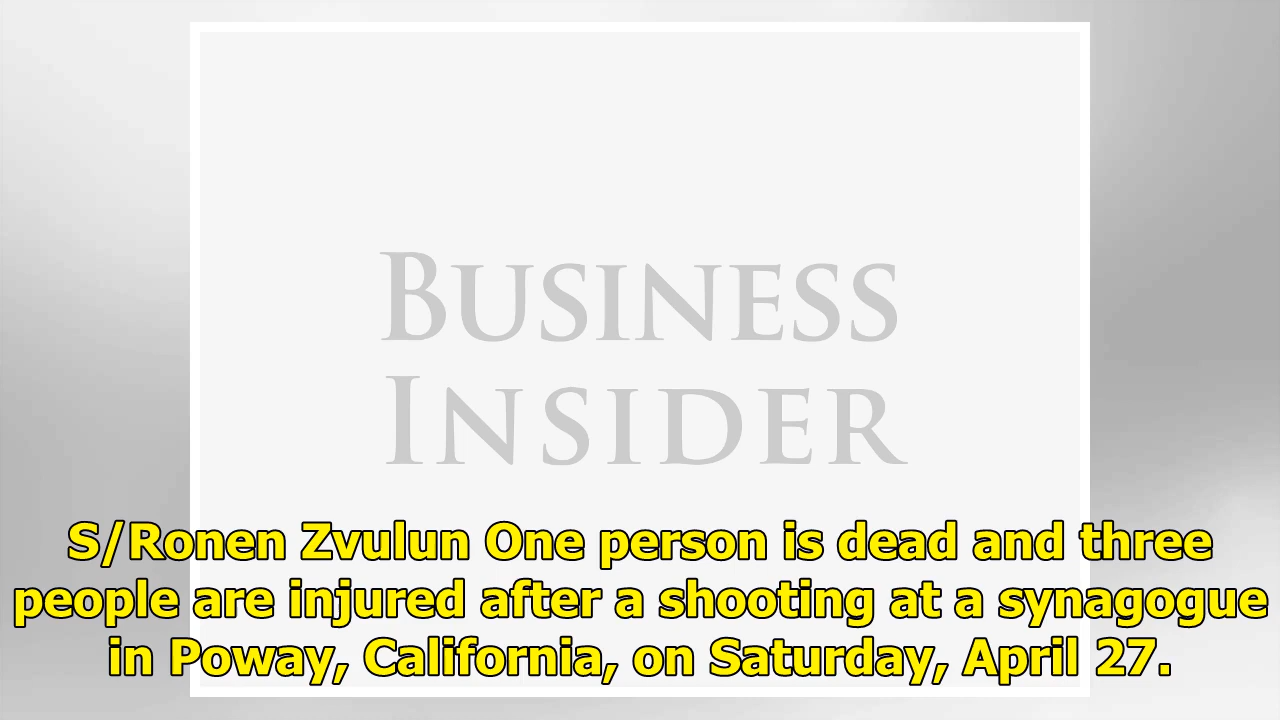 BUSINESS
INSIDER
S/Ronen Zvulun One person is dead and three
people are injured after a shooting at a synagogue
in Poway, California, on Saturday, April 27.